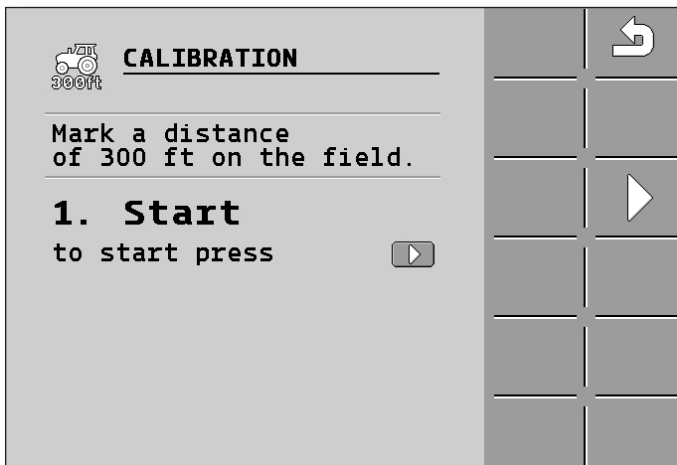 CALIBRATION
300ft
Mark a distance
of 300 ft on the field.
1. Start
to start press